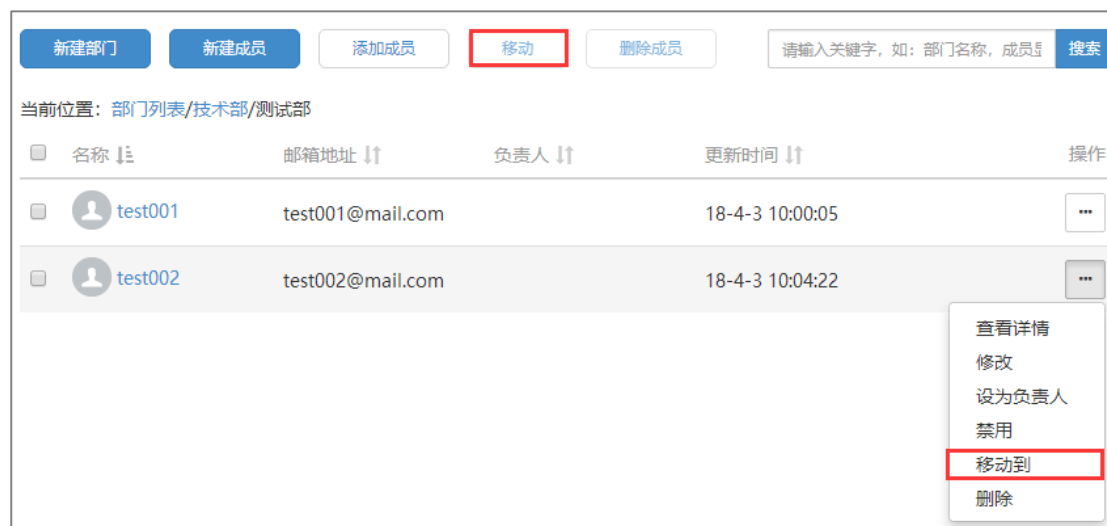 新建部门 新建成员 添加成员 移动 删除成员 请输入关键字，如：部门名称，成员 搜索
当前位置：部门列表/技术部/测试部
名称 邮箱地址 负责人 更新时间 操作
test001 test001@mail.com 18-4-3 10:00:05 ...
test002 test002@mail.com 18-4-3 10:04:22 ...
查看详情
修改
设为负责人
禁用
移动到
删除